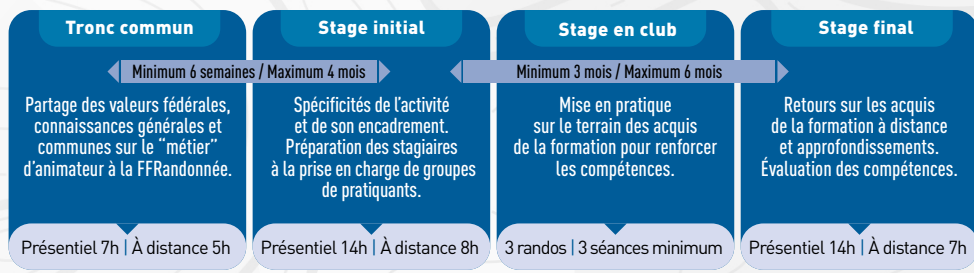 Tronc commun
Stage initial
Stage en club
Stage final
Minimum 6 semaines / Maximum 4 mois
Minimum 3 mois / Maximum 6 mois
Partage des valeurs fédérales,
connaissances générales et
communes sur le “métier”
d’animateur à la FFRandonnée.
Spécificités de l’activité
et de son encadrement.
Préparation des stagiaires
à la prise en charge de groupes
de pratiquants.
Mise en pratique
sur le terrain des acquis
de la formation pour renforcer
les compétences.
Retours sur les acquis
de la formation à distance
et approfondissements.
Évaluation des compétences.
Présentiel 7h | À distance 5h
Présentiel 14h | À distance 8h
3 randos | 3 séances minimum
Présentiel 14h | À distance 7h